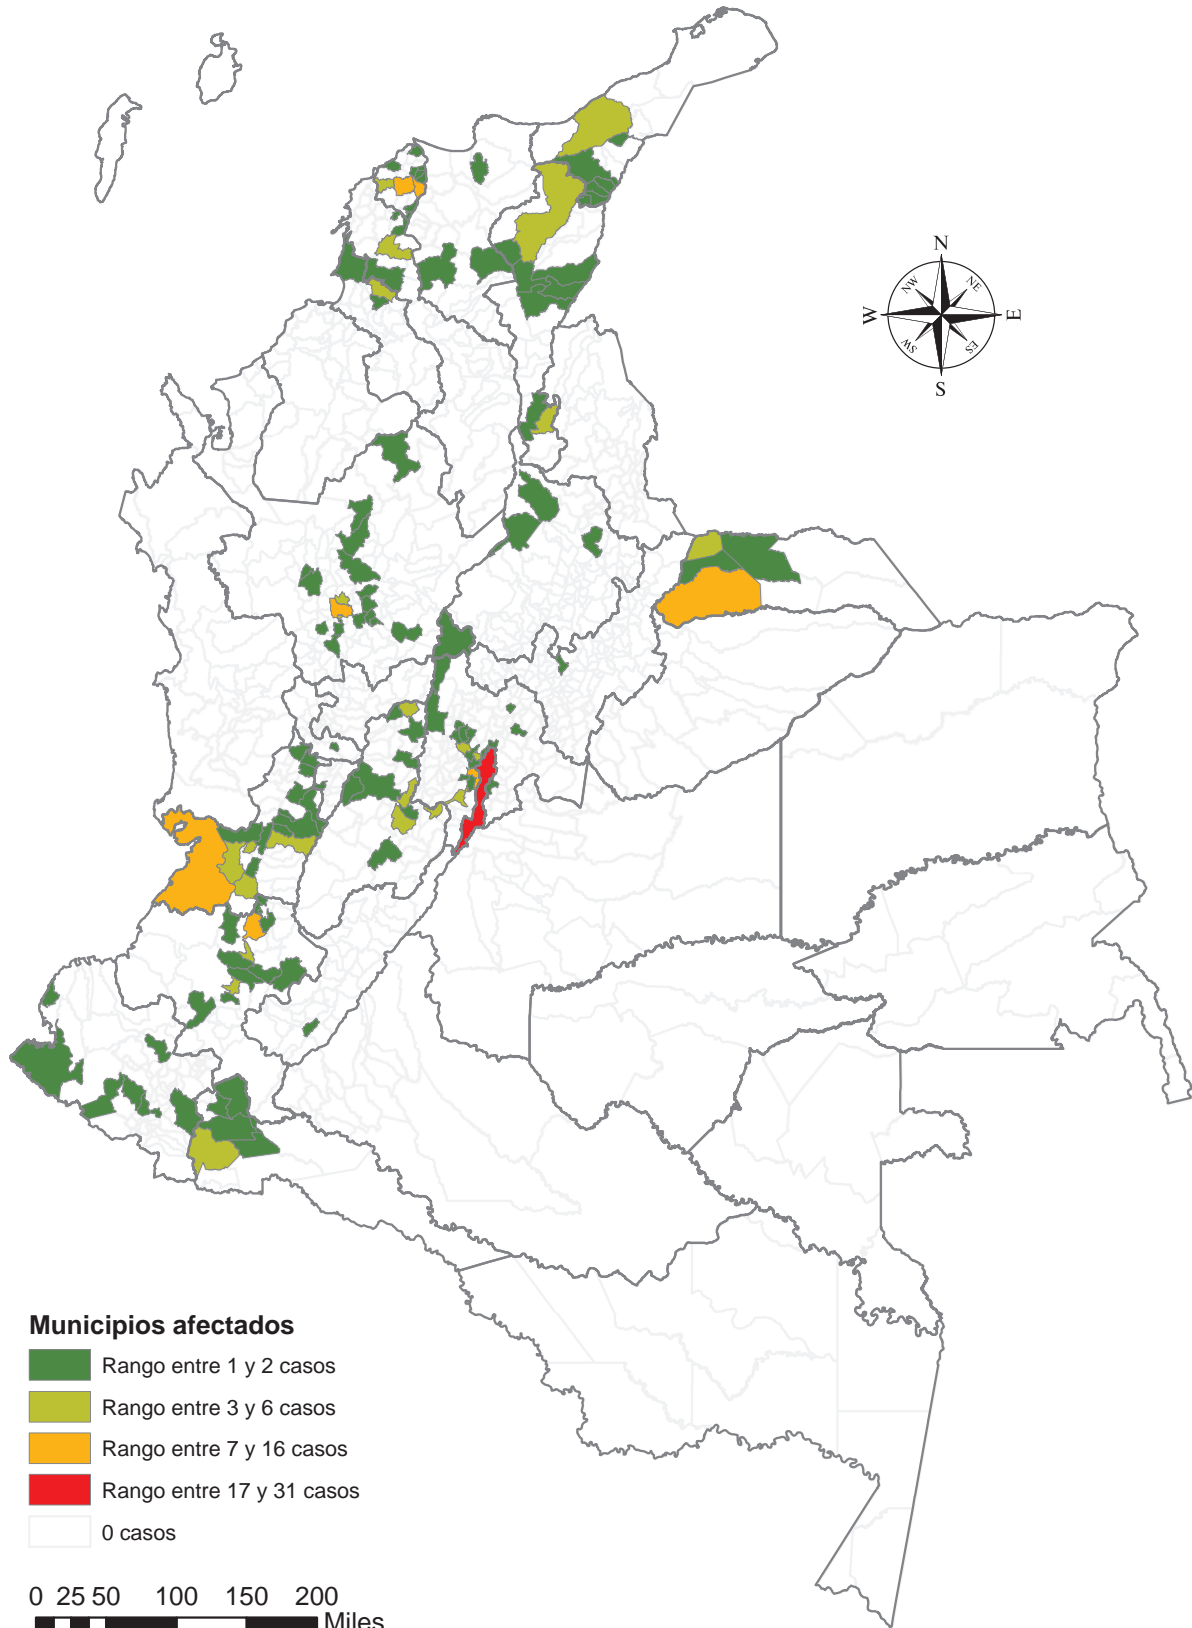 N
NW
NE
W
E
SW
ES
S
Municipios afectados
Rango entre 1 y 2 casos
Rango entre 3 y 6 casos
Rango entre 7 y 16 casos
Rango entre 17 y 31 casos
0 casos
0 25 50 100 150 200
Miles